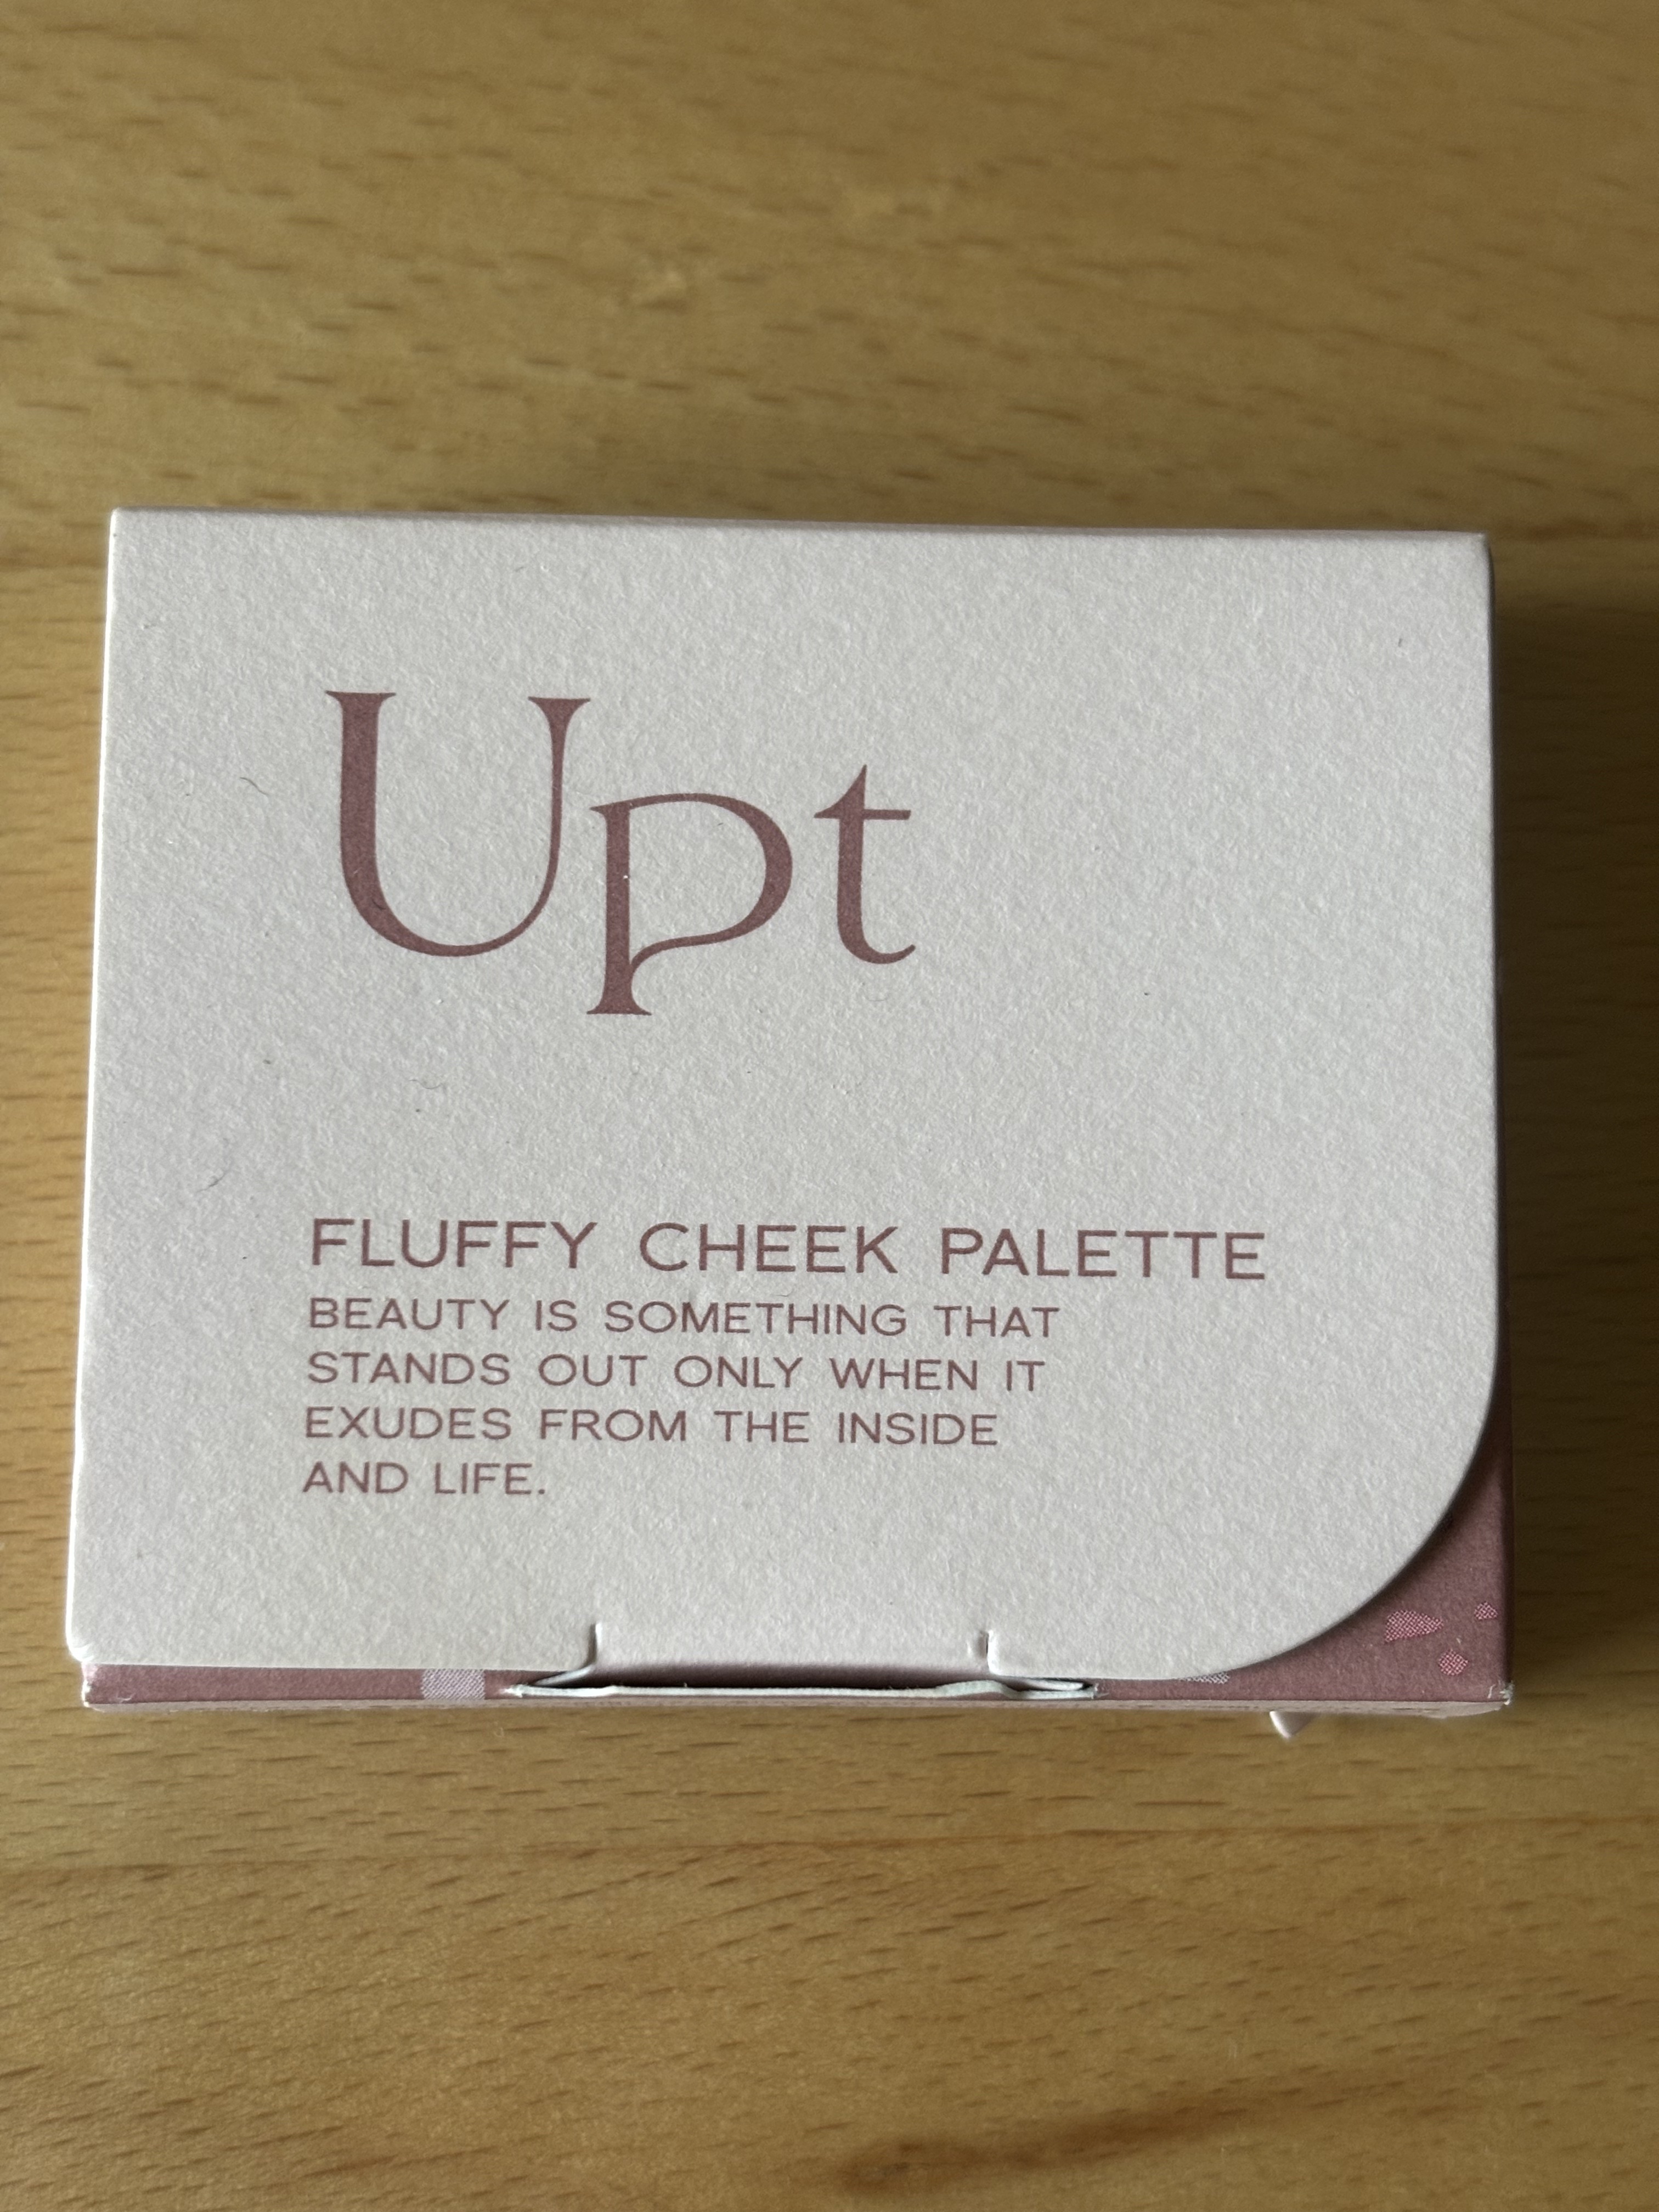 Upt
FLUFFY CHEEK PALETTE
BEAUTY IS SOMETHING THAT
STANDS OUT ONLY WHEN IT
EXUDES FROM THE INSIDE
AND LIFE.